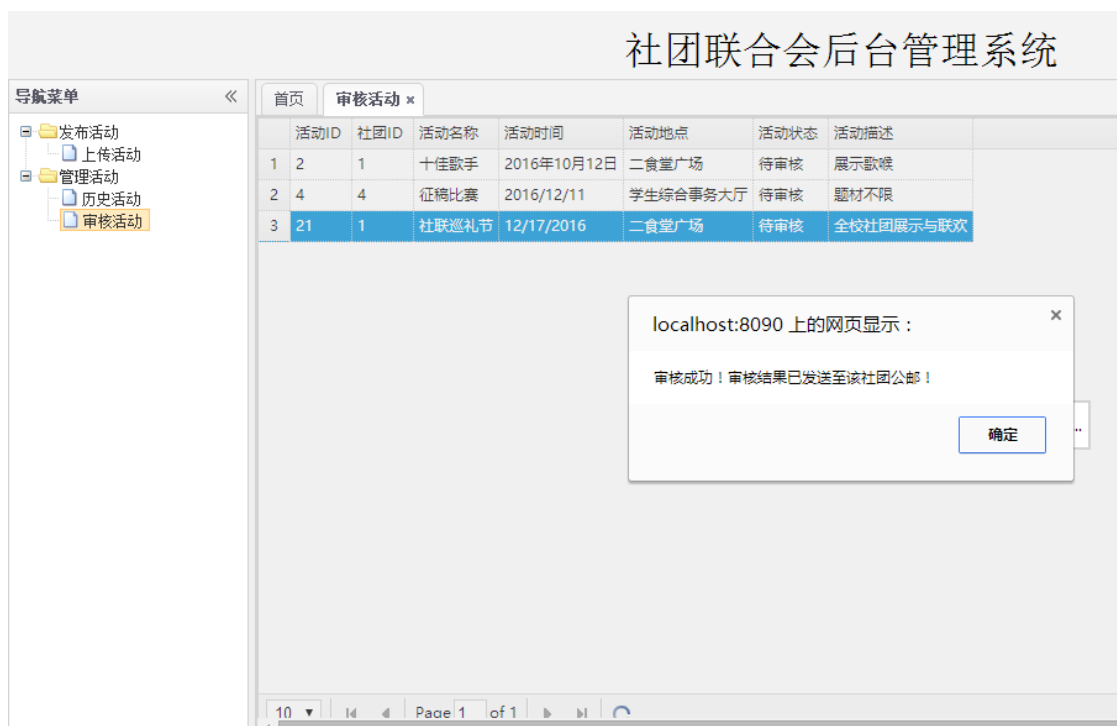 社团联合会后台管理系统
导航菜单
首页 审核活动
发布活动
上传活动
管理活动
历史活动
审核活动
活动ID 社团ID 活动名称 活动时间 活动地点 活动状态 活动描述
1 2 1 十佳歌手 2016年10月12日 二食堂广场 待审核 展示歌喉
2 4 4 征稿比赛 2016/12/11 学生综合事务大厅 待审核 题材不限
3 21 1 社联巡礼节 12/17/2016 二食堂广场 待审核 全校社团展示与联欢
localhost:8090 上的网页显示：
审核成功！审核结果已发送至该社团公邮！
确定
..
10 Page 1 of 1